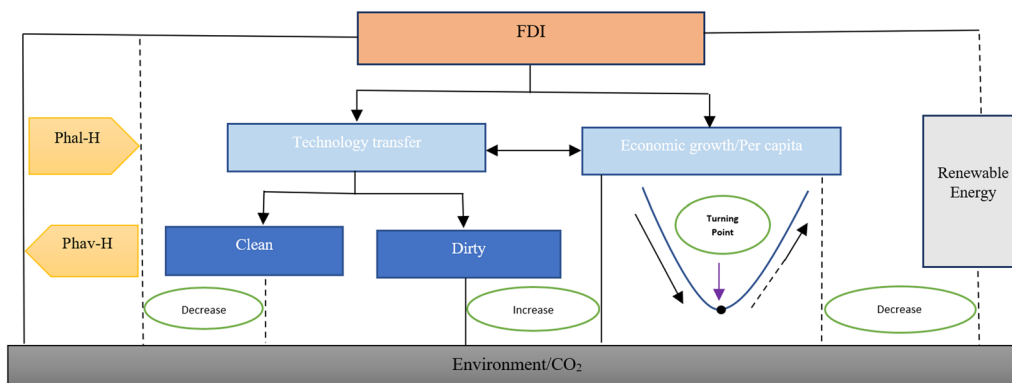 FDI
Phal-H
Technology transfer
Economic growth/Per capita
Renewable
Energy
Phav-H
Clean
Dirty
Turning
Point
Decrease
Increase
Decrease
Environment/CO₂